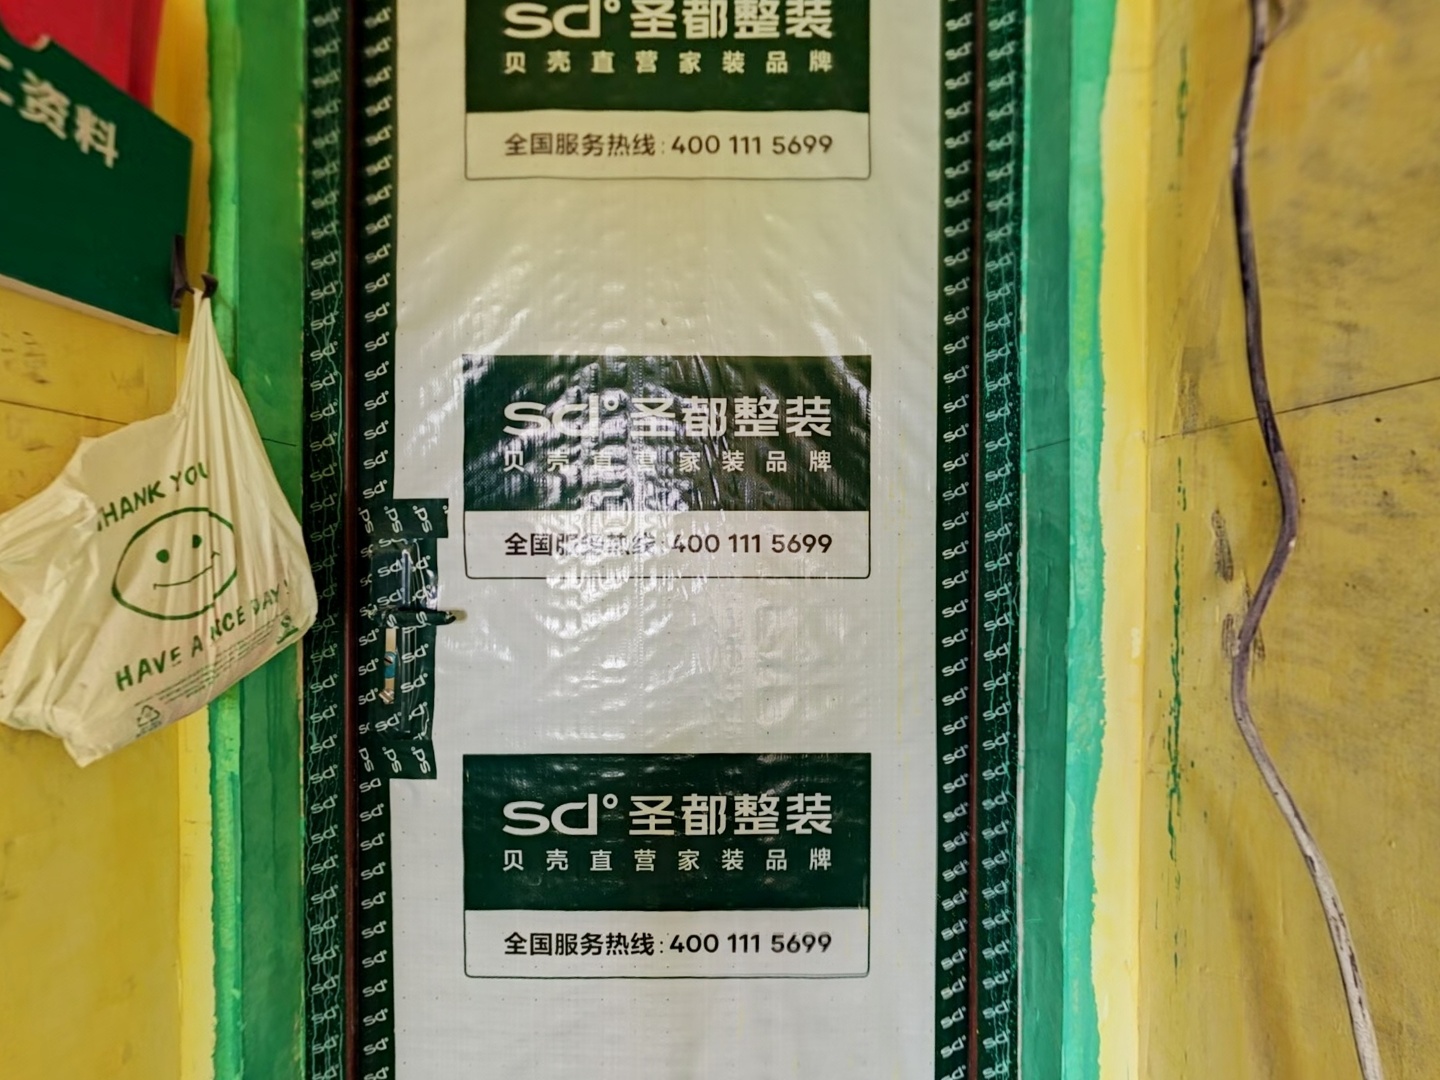 资料
sd° 圣都整装
贝壳直营家装品牌
全国服务热线:400 111 5699
sd° 圣都整装
贝壳直营家装品牌
全国服务热线:400 111 5699
THANK YOU
HAVE A NICE DAY!
sd° 圣都整装
贝壳直营家装品牌
全国服务热线:400 111 5699
sd°